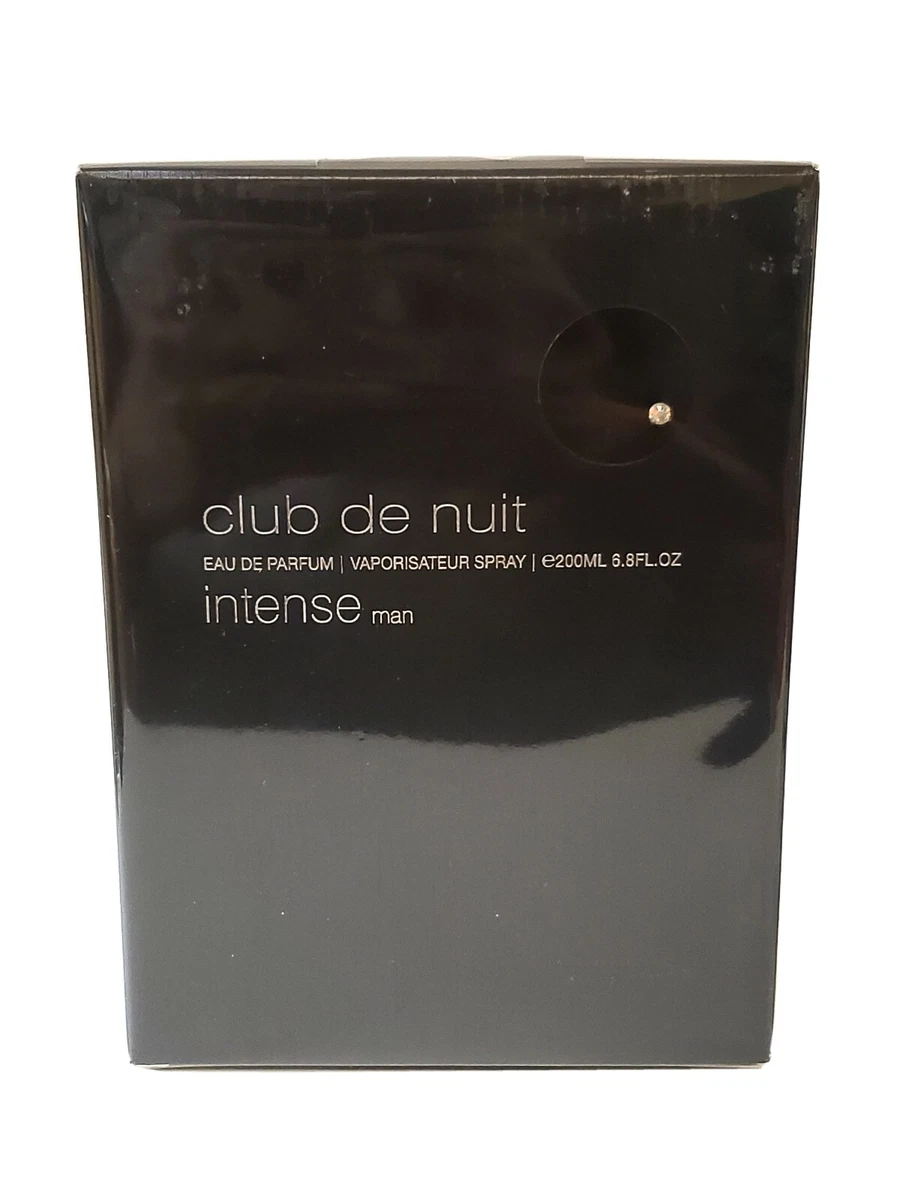 club de nuit
EAU DE PARFUM | VAPORISATEUR SPRAY | ℮200ML 6.8FL.OZ
intense man